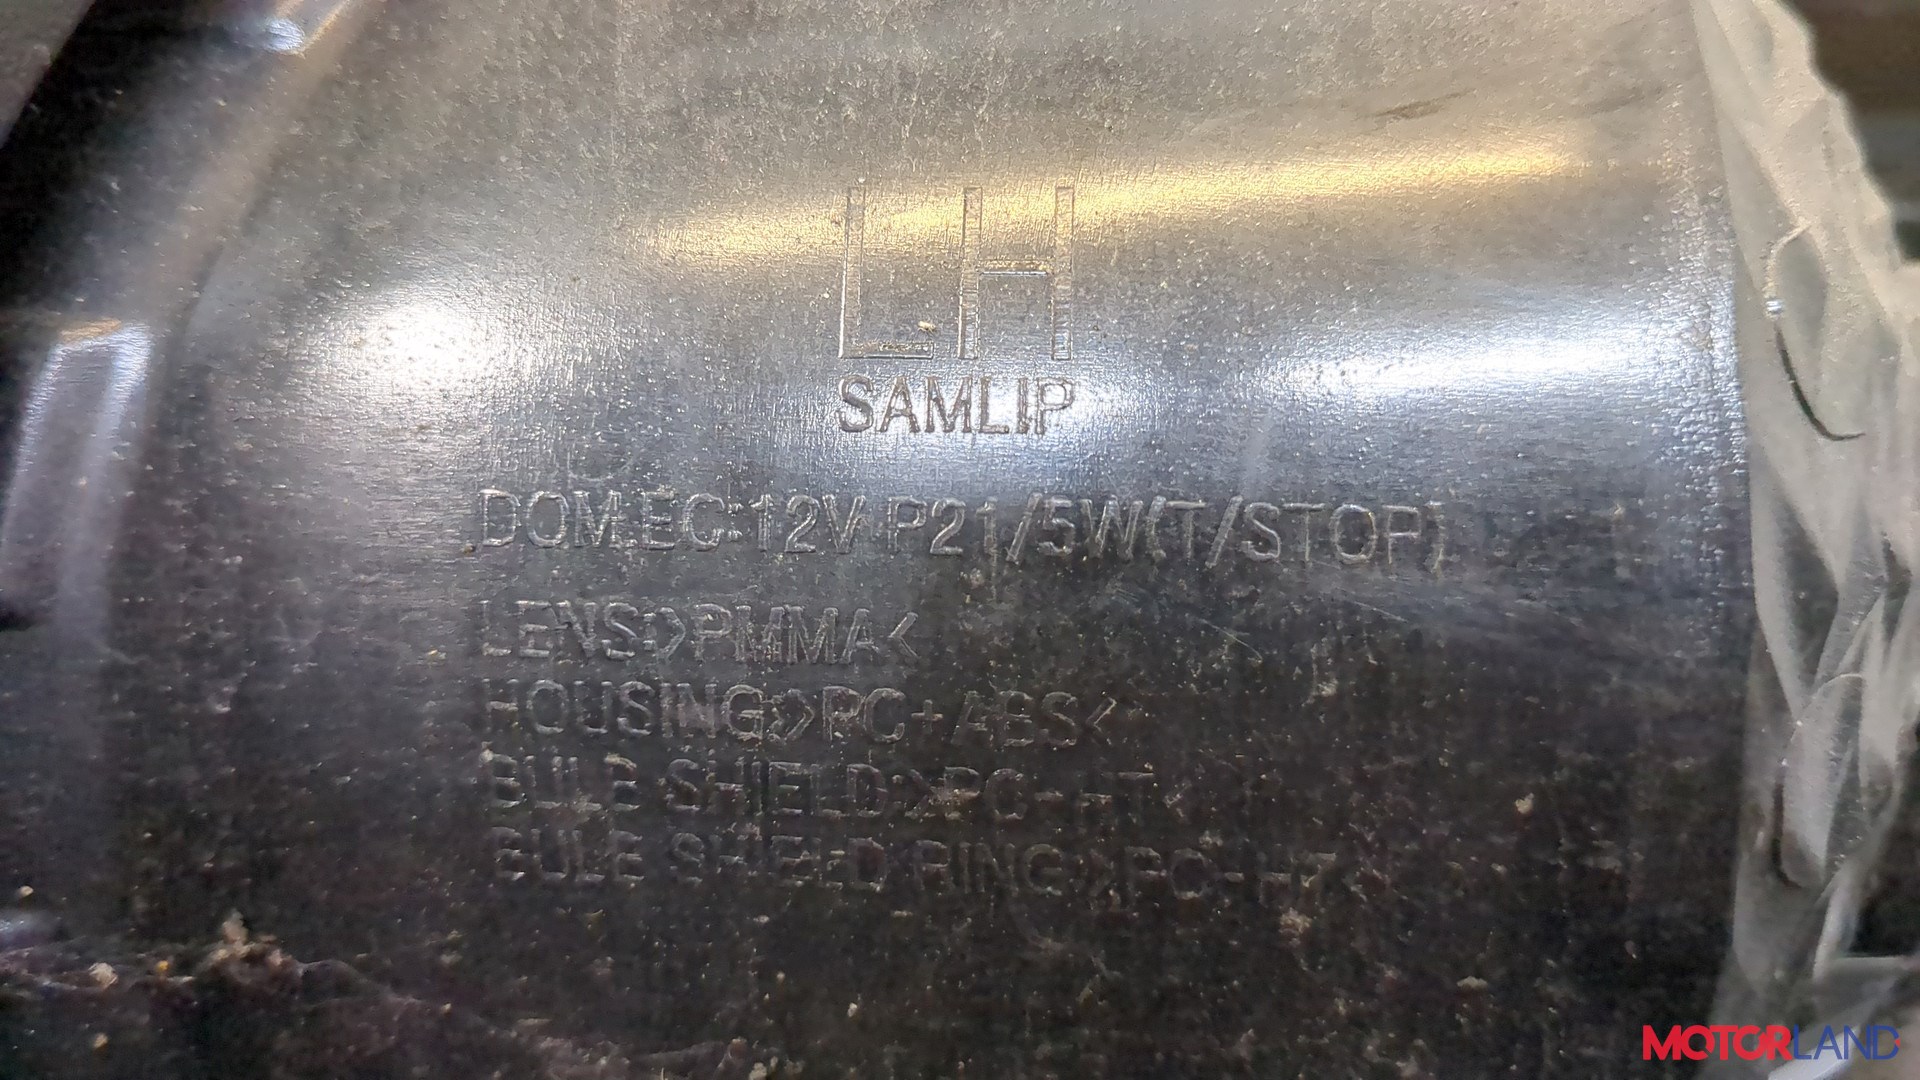 LH
SAMLIP
DOM.EC:12V P21/5W(T/STOP)
LENS:>PMMA<
HOUSING:>PC+ABS<
BULB SHIELD:>PC-HT<
BULB SHIELD RING:>PC-HT<
MOTORLAND